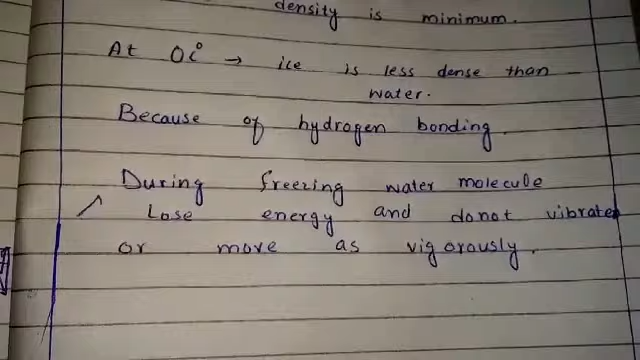 density is minimum.
At 0i° → ice is less dense than
water.
Because of hydrogen bonding.
During freezing water molecule
Lose energy and donot vibrate
or move as vigorously.